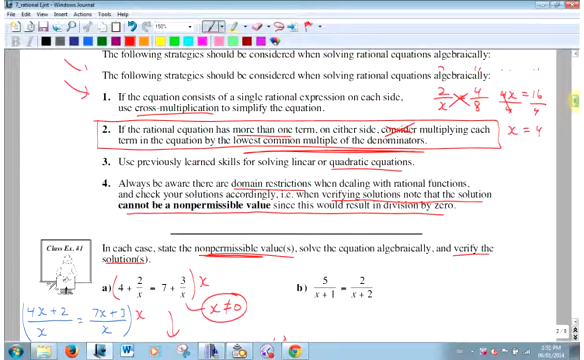 7_rational Ejnt - Windows Journal
File Edit View Insert Actions Tools Help
150%
The following strategies should be considered when solving rational equations algebraically:
The following strategies should be considered when solving rational equations algebraically:
1. If the equation consists of a single rational expression on each side,
use cross-multiplication to simplify the equation.
2/x = 4/8
4x = 16
4 4
x = 4
2. If the rational equation has more than one term, on either side, consider multiplying each
term in the equation by the lowest common multiple of the denominators.
3. Use previously learned skills for solving linear or quadratic equations.
4. Always be aware there are domain restrictions when dealing with rational functions,
and check your solutions accordingly, i.e. when verifying solutions note that the solution
cannot be a nonpermissible value since this would result in division by zero.
Class Ex. #1
In each case, state the nonpermissible value(s), solve the equation algebraically, and verify the
solution(s).
a) (4 + 2/x = 7 + 3/x) x
x ≠ 0
b) 5/(x + 1) = 2/(x + 2)
((4x + 2)/x = (7x + 3)/x) x
2 / 8
3:51 PM